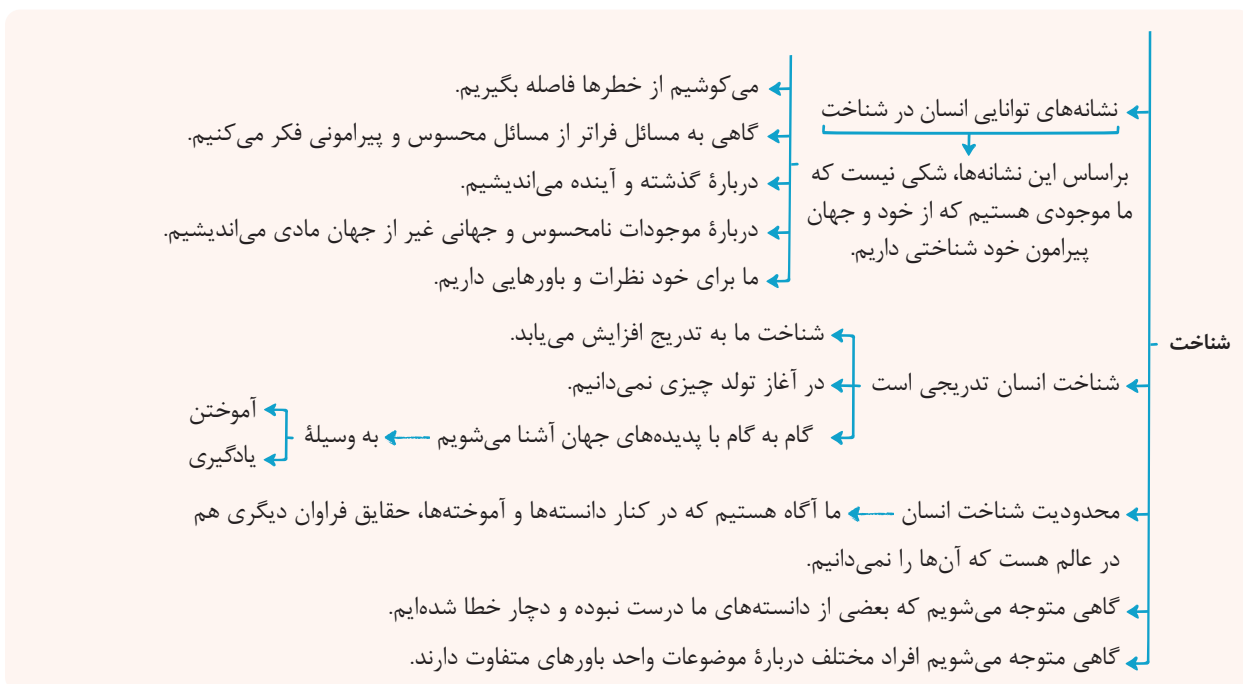 شناخت
نشانه‌های توانایی انسان در شناخت
براساس این نشانه‌ها، شکی نیست که
ما موجودی هستیم که از خود و جهان
پیرامون خود شناختی داریم.
می‌کوشیم از خطرها فاصله بگیریم.
گاهی به مسائل فراتر از مسائل محسوس و پیرامونی فکر می‌کنیم.
دربارهٔ گذشته و آینده می‌اندیشیم.
دربارهٔ موجودات نامحسوس و جهانی غیر از جهان مادی می‌اندیشیم.
ما برای خود نظرات و باورهایی داریم.
شناخت انسان تدریجی است
شناخت ما به تدریج افزایش می‌یابد.
در آغاز تولد چیزی نمی‌دانیم.
گام به گام با پدیده‌های جهان آشنا می‌شویم به وسیلهٔ
آموختن
یادگیری
محدودیت شناخت انسان ما آگاه هستیم که در کنار دانسته‌ها و آموخته‌ها، حقایق فراوان دیگری هم
در عالم هست که آن‌ها را نمی‌دانیم.
گاهی متوجه می‌شویم که بعضی از دانسته‌های ما درست نبوده و دچار خطا شده‌ایم.
گاهی متوجه می‌شویم افراد مختلف دربارهٔ موضوعات واحد باورهای متفاوت دارند.